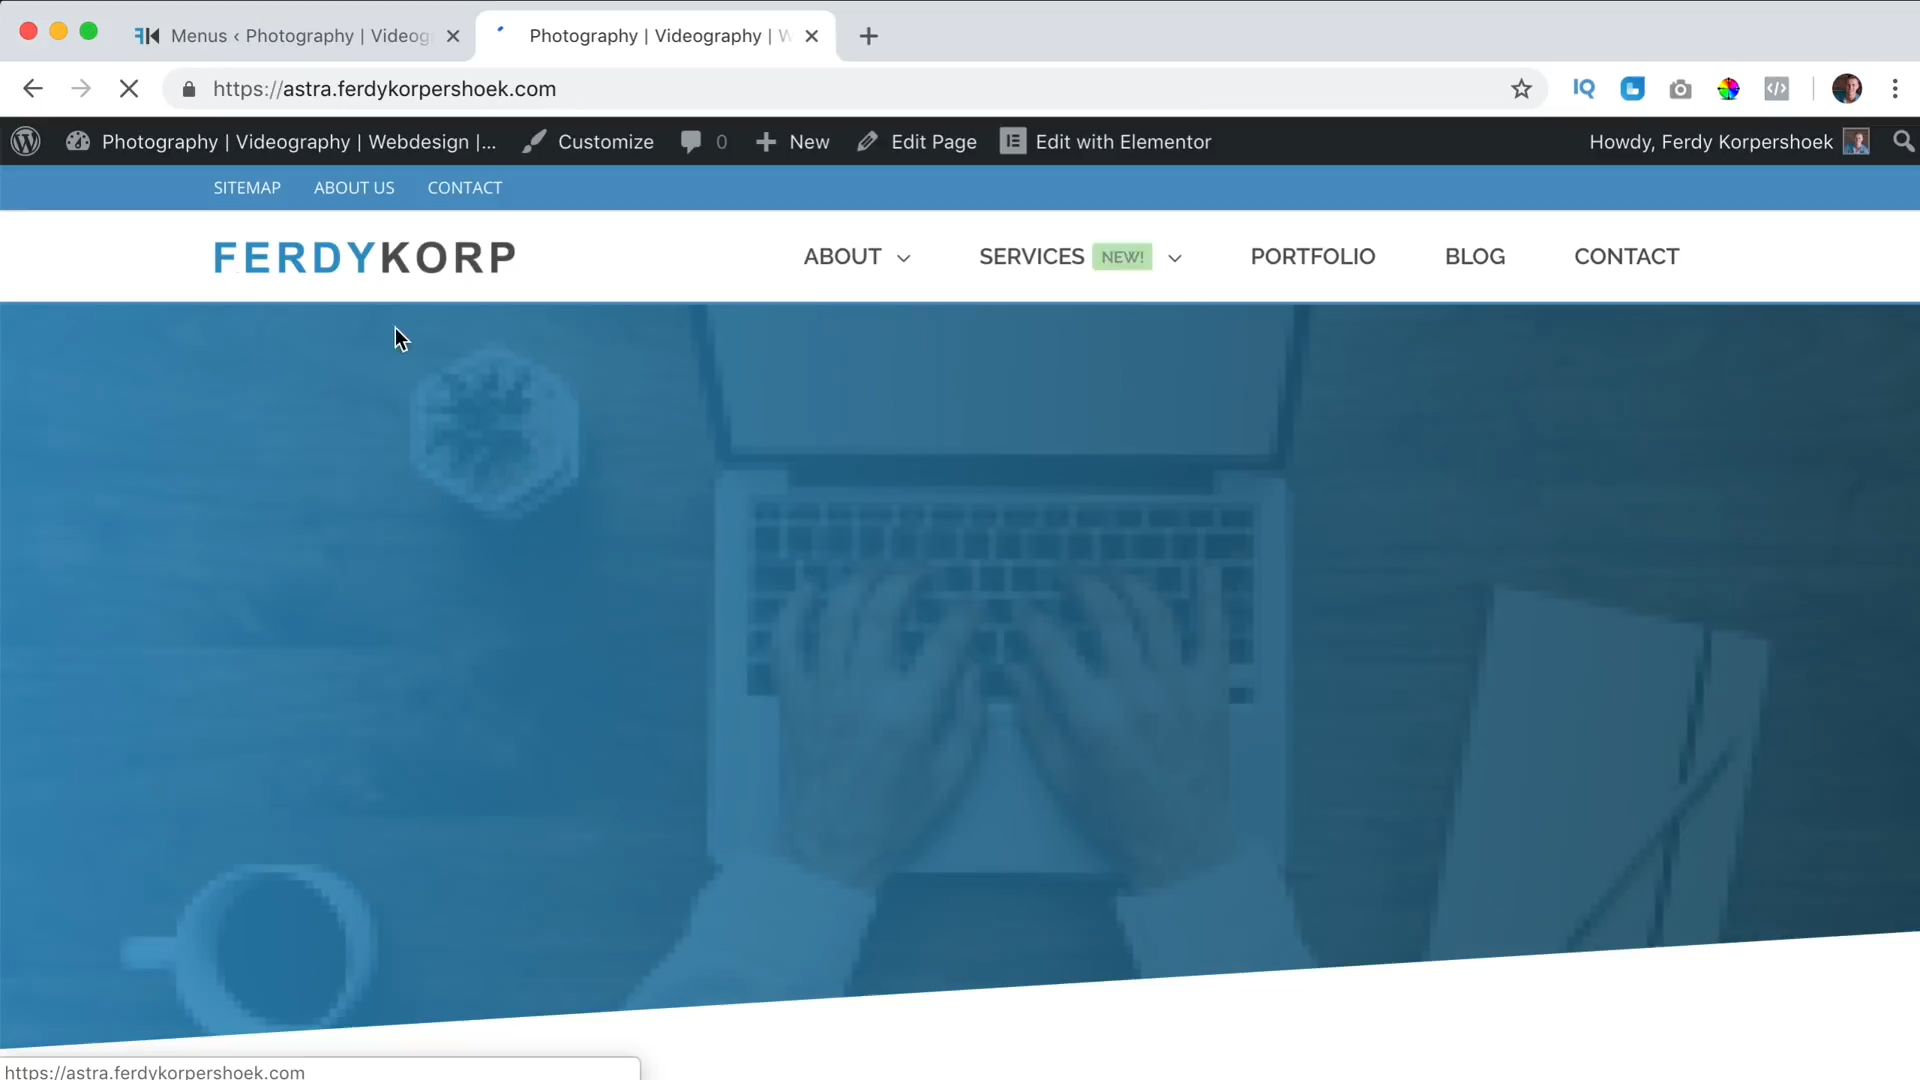 Menus ‹ Photography | Videog
Photography | Videography | W
https://astra.ferdykorpershoek.com
IQ
Photography | Videography | Webdesign |...
Customize
0
New
Edit Page
Edit with Elementor
Howdy, Ferdy Korpershoek
SITEMAP
ABOUT US
CONTACT
FERDYKORP
ABOUT
SERVICES NEW!
PORTFOLIO
BLOG
CONTACT
https://astra.ferdykorpershoek.com